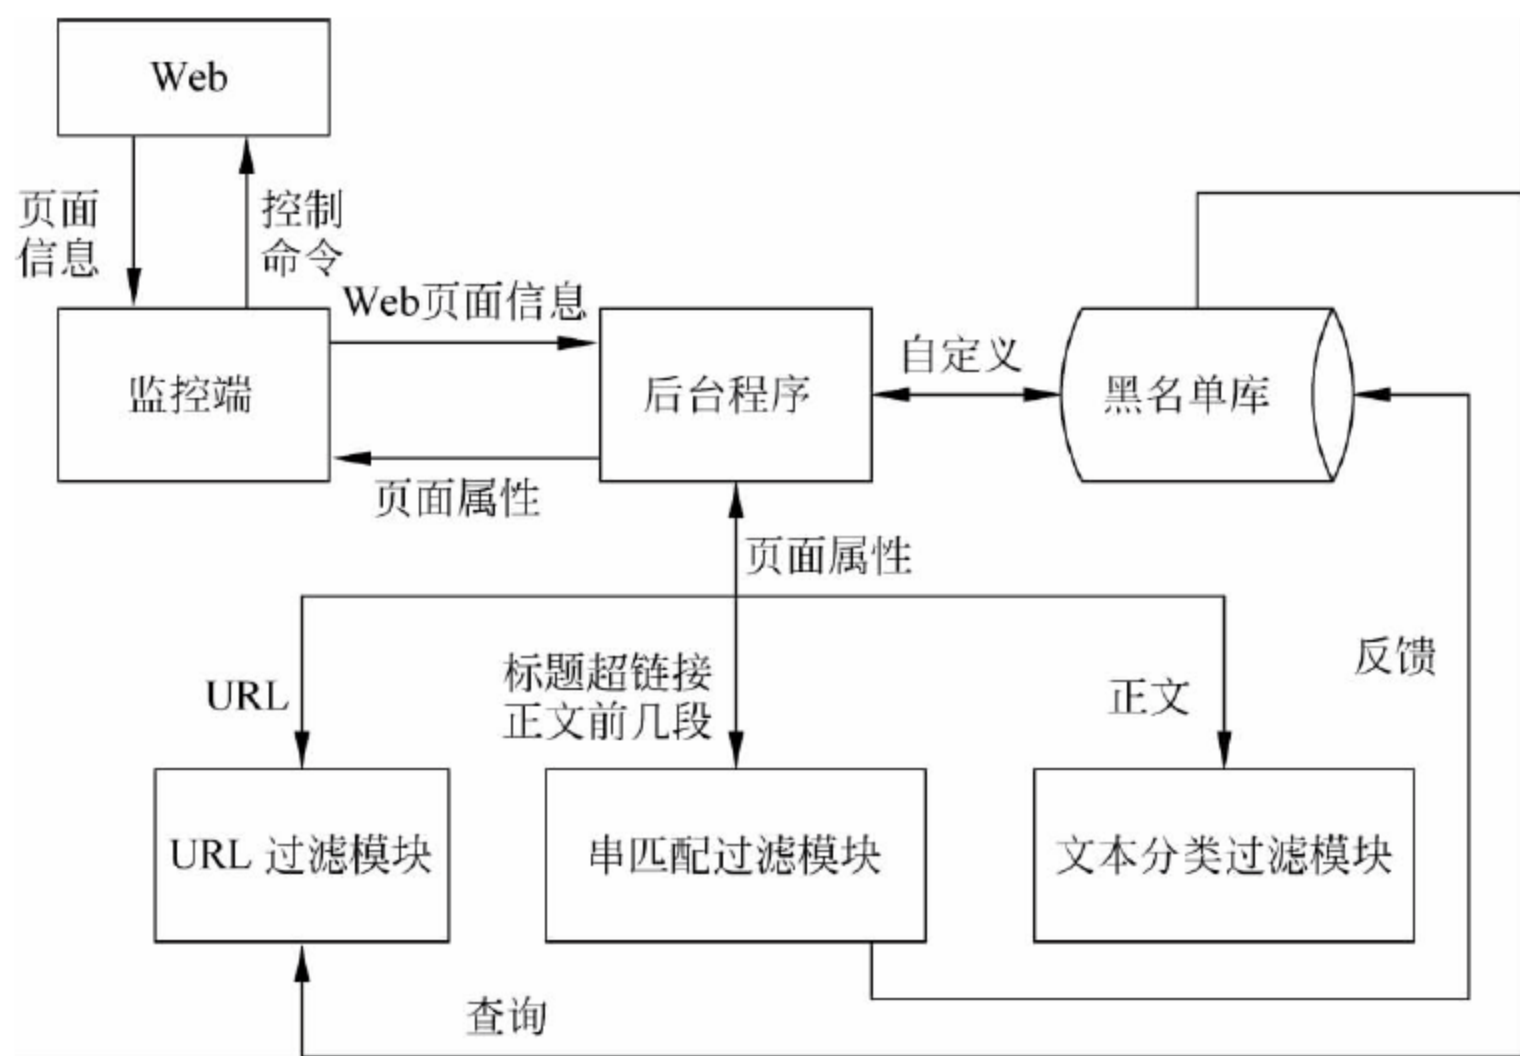 Web
页面
信息
控制
命令
Web页面信息
监控端
后台程序
自定义
黑名单库
页面属性
页面属性
反馈
URL
标题超链接
正文前几段
正文
URL 过滤模块
串匹配过滤模块
文本分类过滤模块
查询